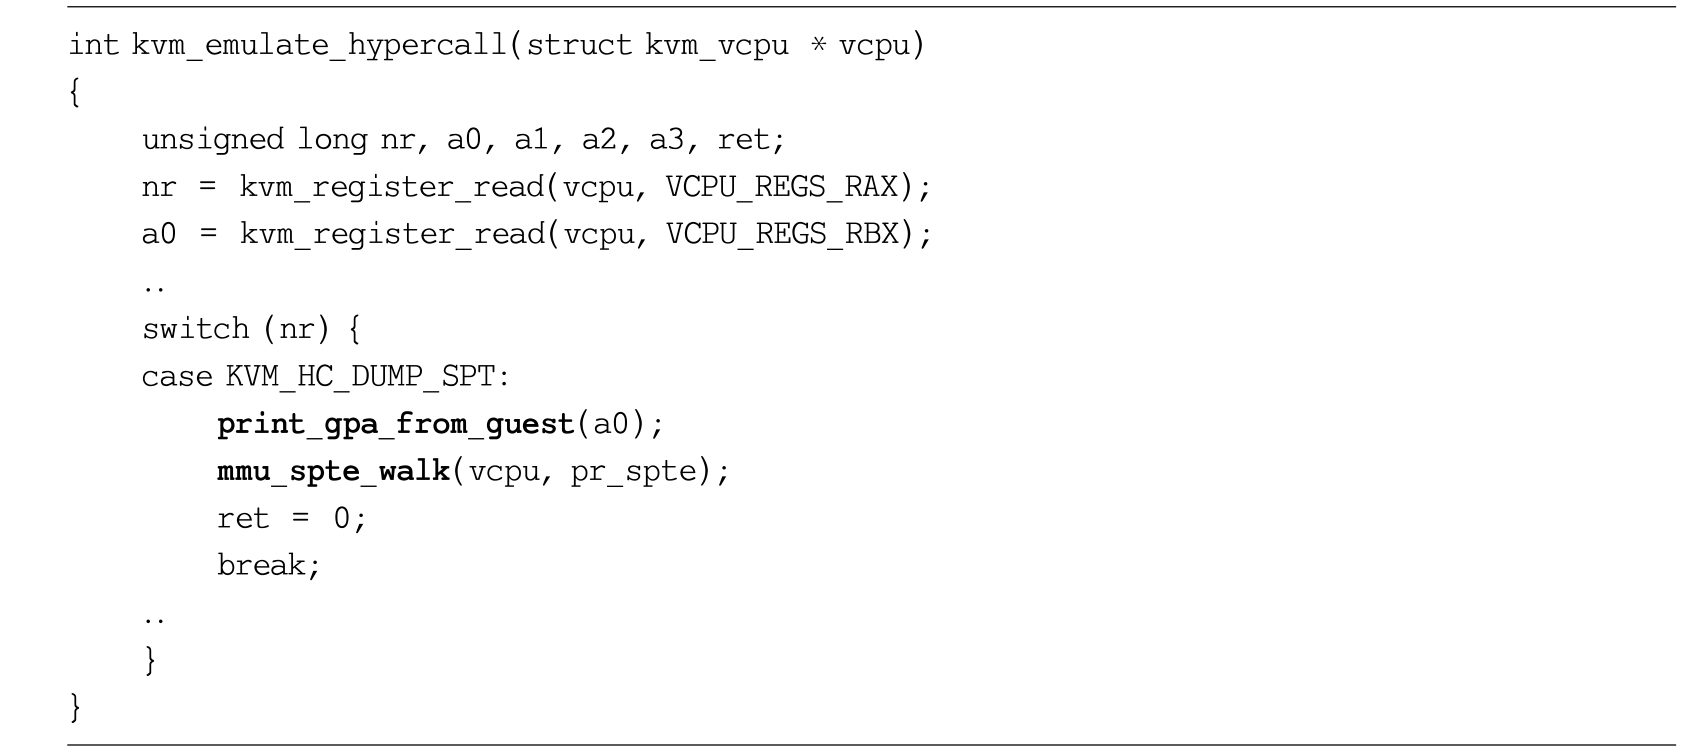 int kvm_emulate_hypercall(struct kvm_vcpu * vcpu)
{
unsigned long nr, a0, a1, a2, a3, ret;
nr = kvm_register_read(vcpu, VCPU_REGS_RAX);
a0 = kvm_register_read(vcpu, VCPU_REGS_RBX);
..
switch (nr) {
case KVM_HC_DUMP_SPT:
print_gpa_from_guest(a0);
mmu_spte_walk(vcpu, pr_spte);
ret = 0;
break;
..
}
}